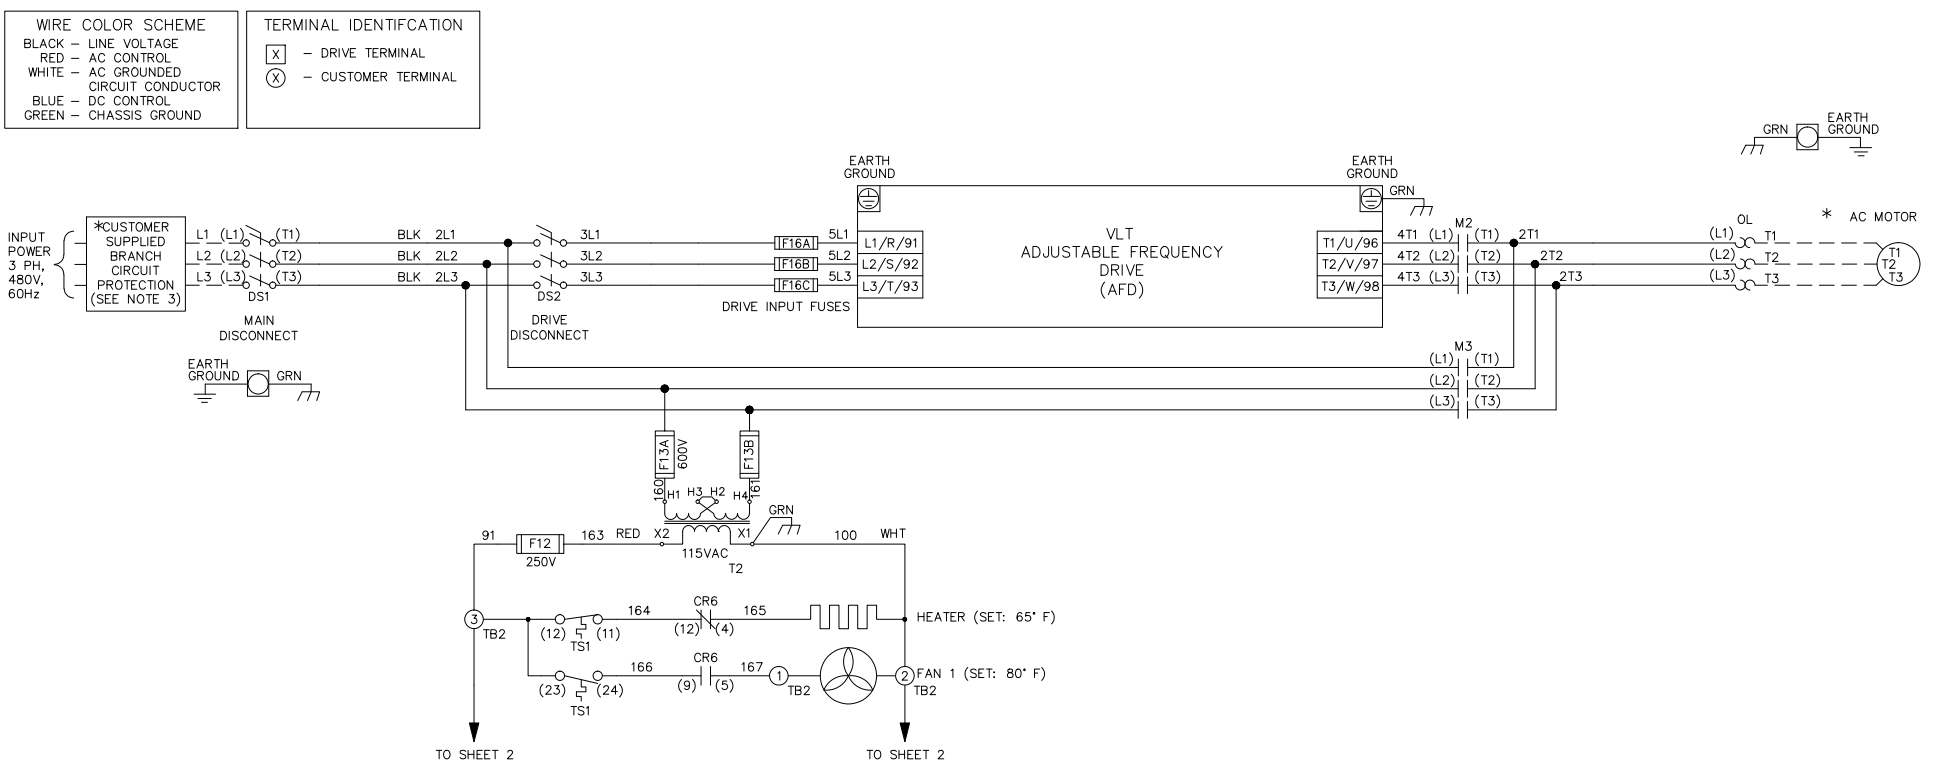 WIRE COLOR SCHEME
BLACK – LINE VOLTAGE
RED – AC CONTROL
WHITE – AC GROUNDED
CIRCUIT CONDUCTOR
BLUE – DC CONTROL
GREEN – CHASSIS GROUND
TERMINAL IDENTIFCATION
X – DRIVE TERMINAL
X – CUSTOMER TERMINAL
GRN
EARTH
GROUND
INPUT
POWER
3 PH,
480V,
60Hz
*CUSTOMER
SUPPLIED
BRANCH
CIRCUIT
PROTECTION
(SEE NOTE 3)
L1 (L1) (T1) BLK 2L1 3L1 F16A 5L1 L1/R/91
L2 (L2) (T2) BLK 2L2 3L2 F16B 5L2 L2/S/92
L3 (L3) (T3) BLK 2L3 3L3 F16C 5L3 L3/T/93
DS1
MAIN
DISCONNECT
DS2
DRIVE
DISCONNECT
DRIVE INPUT FUSES
EARTH
GROUND
VLT
ADJUSTABLE FREQUENCY
DRIVE
(AFD)
EARTH
GROUND
GRN
M2
T1/U/96 4T1 (L1) (T1) 2T1
T2/V/97 4T2 (L2) (T2) 2T2
T3/W/98 4T3 (L3) (T3) 2T3
OL
(L1) T1
(L2) T2
(L3) T3
* AC MOTOR
T1
T2
T3
EARTH
GROUND
GRN
M3
(L1) (T1)
(L2) (T2)
(L3) (T3)
F13A
600V
F13B
160
161
H1 H3 H2 H4
GRN
91 F12 163 RED X2 X1 100 WHT
250V
115VAC
T2
3
TB2
(12) (11)
TS1
164
CR6
(12) (4)
165
HEATER (SET: 65° F)
(23) (24)
TS1
166
CR6
(9) (5)
167
1
TB2
2
TB2
FAN 1 (SET: 80° F)
TO SHEET 2
TO SHEET 2